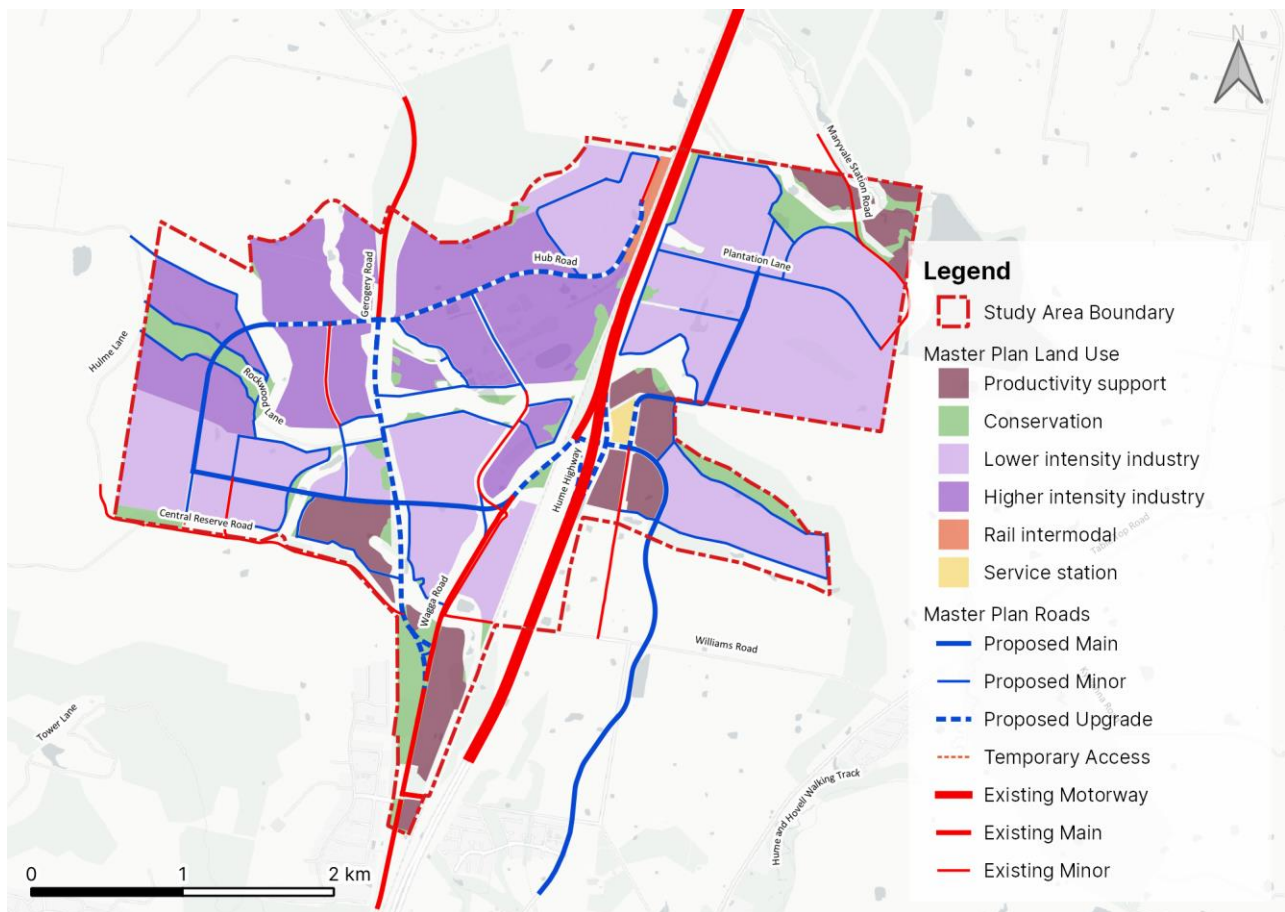 N
Maryvale Station Road
Gerogery Road
Hub Road
Plantation Lane
Hulme Lane
Rockwood Lane
Hume Highway
Central Reserve Road
Wagga Road
Williams Road
Tower Lane
Hume and Hovell Walking Track
Legend
Study Area Boundary
Master Plan Land Use
Productivity support
Conservation
Lower intensity industry
Higher intensity industry
Rail intermodal
Service station
Master Plan Roads
Proposed Main
Proposed Minor
Proposed Upgrade
Temporary Access
Existing Motorway
Existing Main
Existing Minor
0 1 2 km